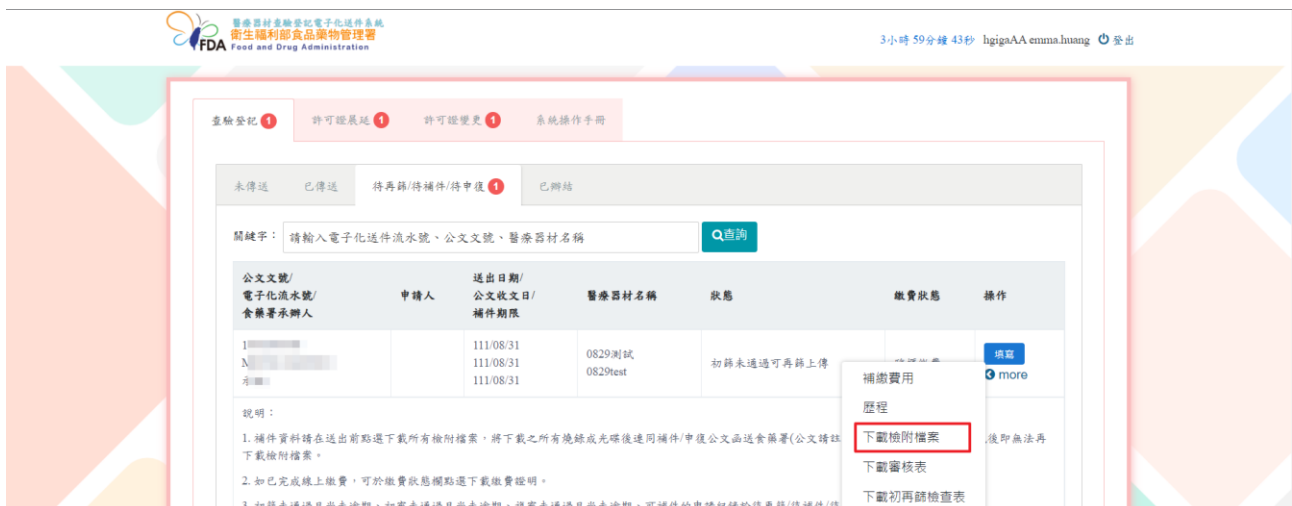 醫療器材查驗登記電子化送件系統
衛生福利部食品藥物管理署
FDA Food and Drug Administration
3小時 59分鐘 43秒 hgigaAA emma.huang 登出
查驗登記 1 許可證展延 1 許可證變更 1 系統操作手冊
未傳送 已傳送 待再篩/待補件/待申復 1 已辦結
關鍵字： 請輸入電子化送件流水號、公文文號、醫療器材名稱 查詢
公文文號/
電子化流水號/
食藥署承辦人
申請人
送出日期/
公文收文日/
補件期限
醫療器材名稱
狀態
繳費狀態
操作
111/08/31
111/08/31
111/08/31
0829測試
0829test
初篩未通過可再篩上傳
填寫
more
補繳費用
歷程
下載檢附檔案
下載審核表
下載初再篩檢查表
說明：
1. 補件資料請在送出前點選下載所有檢附檔案，將下載之所有燒錄成光碟後連同補件/申復公文函送食藥署(公文請註 後即無法再
下載檢附檔案。
2. 如已完成線上繳費，可於繳費狀態欄點選下載繳費證明。